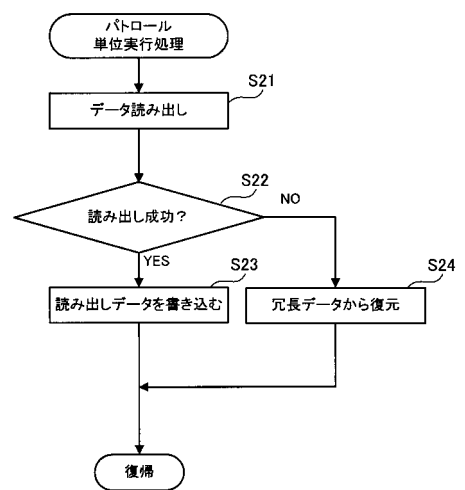 パトロール
単位実行処理
S21
データ読み出し
S22
読み出し成功？
NO
YES
S23
読み出しデータを書き込む
S24
冗長データから復元
復帰